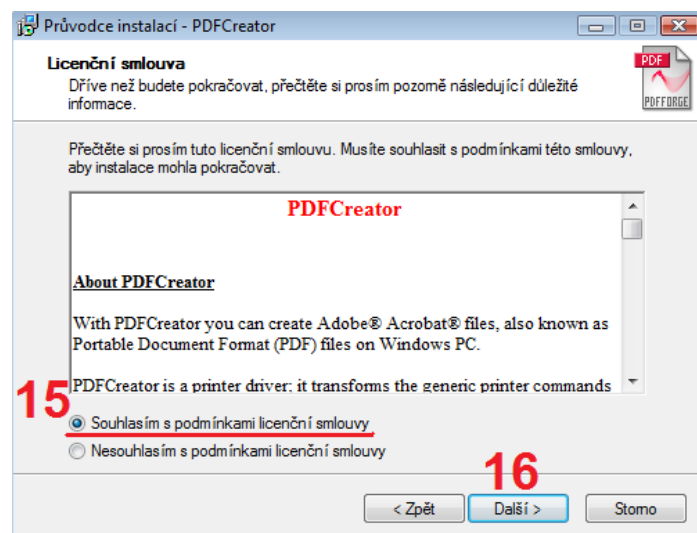 Průvodce instalací - PDFCreator
Licenční smlouva
Dříve než budete pokračovat, přečtěte si prosím pozorně následující důležité
informace.
PDF
PDFFORGE
Přečtěte si prosím tuto licenční smlouvu. Musíte souhlasit s podmínkami této smlouvy,
aby instalace mohla pokračovat.
PDFCreator
About PDFCreator
With PDFCreator you can create Adobe® Acrobat® files, also known as
Portable Document Format (PDF) files on Windows PC.
PDFCreator is a printer driver; it transforms the generic printer commands
15
Souhlasím s podmínkami licenční smlouvy
Nesouhlasím s podmínkami licenční smlouvy
16
< Zpět
Další >
Storno